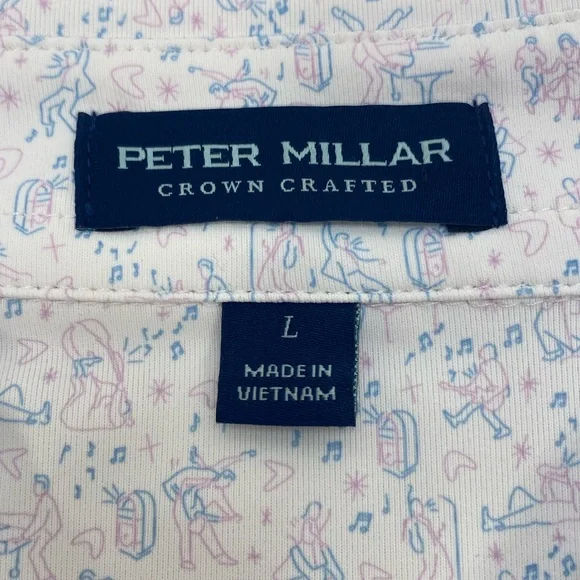 PETER MILLAR
CROWN CRAFTED
L
MADE IN
VIETNAM